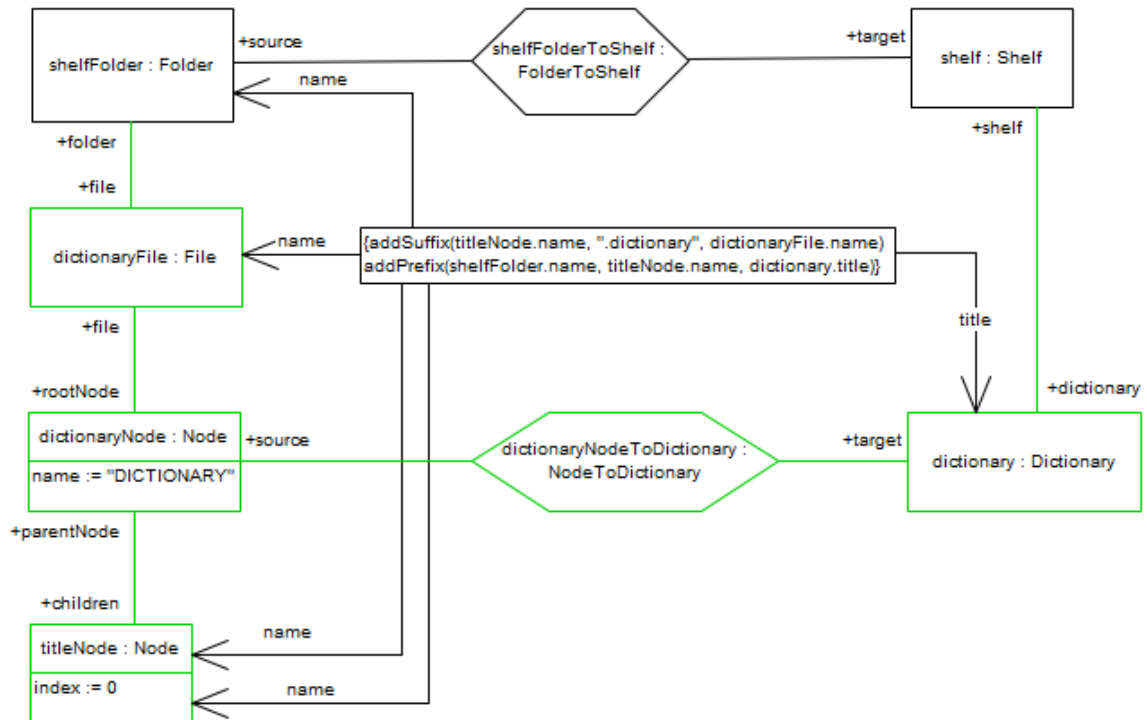 +source
shelfFolderToShelf :
FolderToShelf
+target
shelfFolder : Folder
shelf : Shelf
name
+folder
+shelf
+file
name
{addSuffix(titleNode.name, ".dictionary", dictionaryFile.name)
addPrefix(shelfFolder.name, titleNode.name, dictionary.title)}
dictionaryFile : File
title
+file
+rootNode
+dictionary
dictionaryNode : Node
name := "DICTIONARY"
+source
dictionaryNodeToDictionary :
NodeToDictionary
+target
dictionary : Dictionary
+parentNode
+children
name
titleNode : Node
index := 0
name